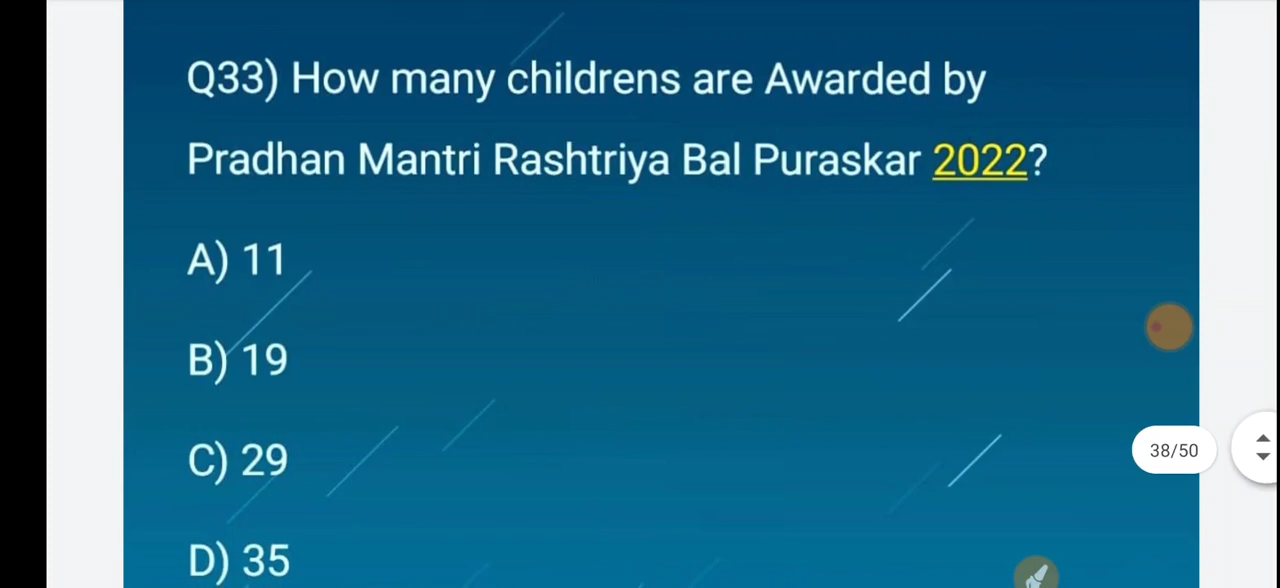 Q33) How many childrens are Awarded by
Pradhan Mantri Rashtriya Bal Puraskar 2022?
A) 11
B) 19
C) 29
38/50
D) 35